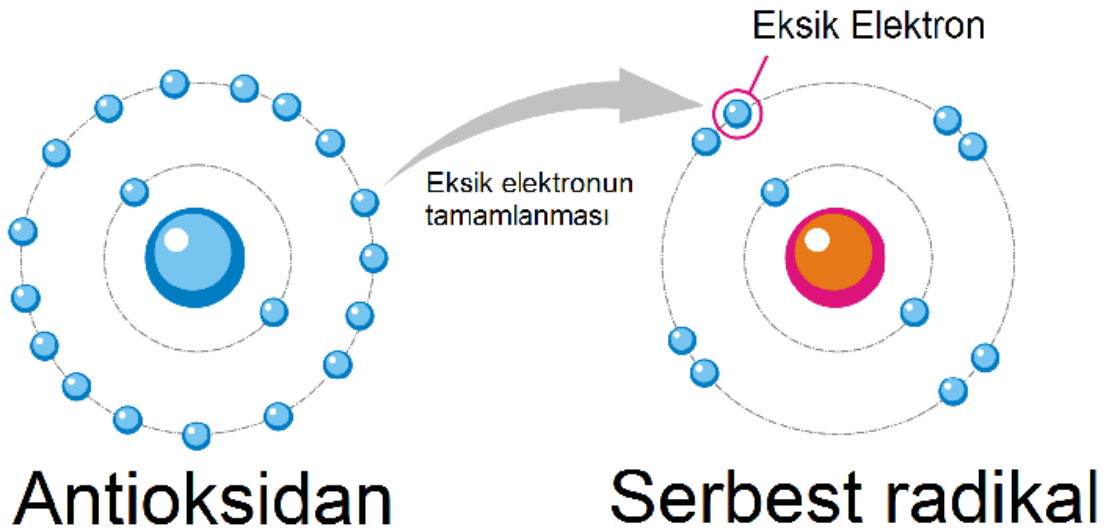 Eksik Elektron
Eksik elektronun
tamamlanması
Antioksidan
Serbest radikal